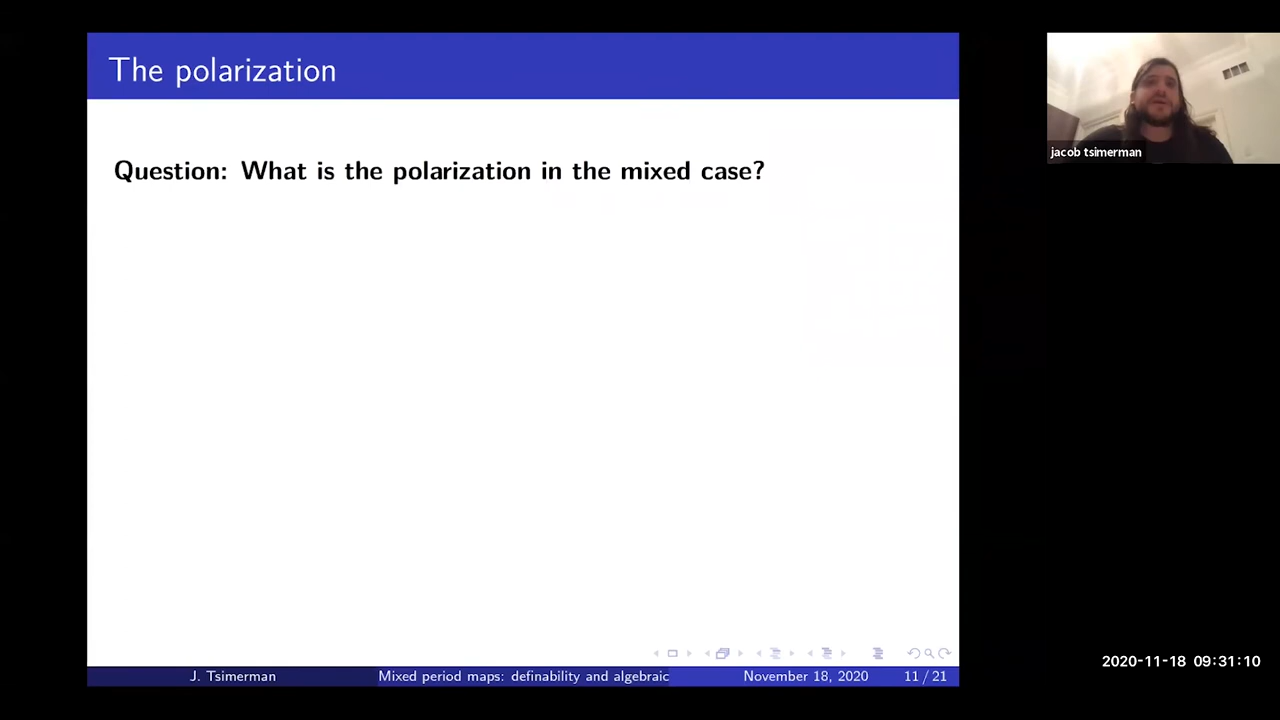 The polarization
Question: What is the polarization in the mixed case?
jacob tsimerman
2020-11-18 09:31:10
J. Tsimerman
Mixed period maps: definability and algebraic
November 18, 2020
11 / 21